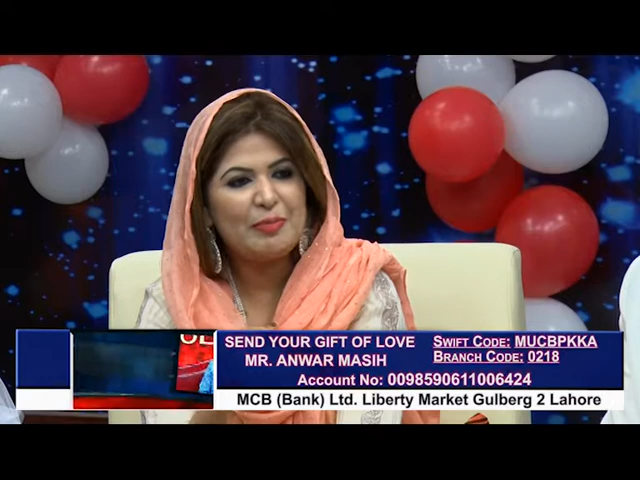 SEND YOUR GIFT OF LOVE
MR. ANWAR MASIH
SWIFT CODE: MUCBPKKA
BRANCH CODE: 0218
ACCOUNT NO: 0098590611006424
MCB (BANK) LTD. LIBERTY MARKET GULBERG 2 LAHORE